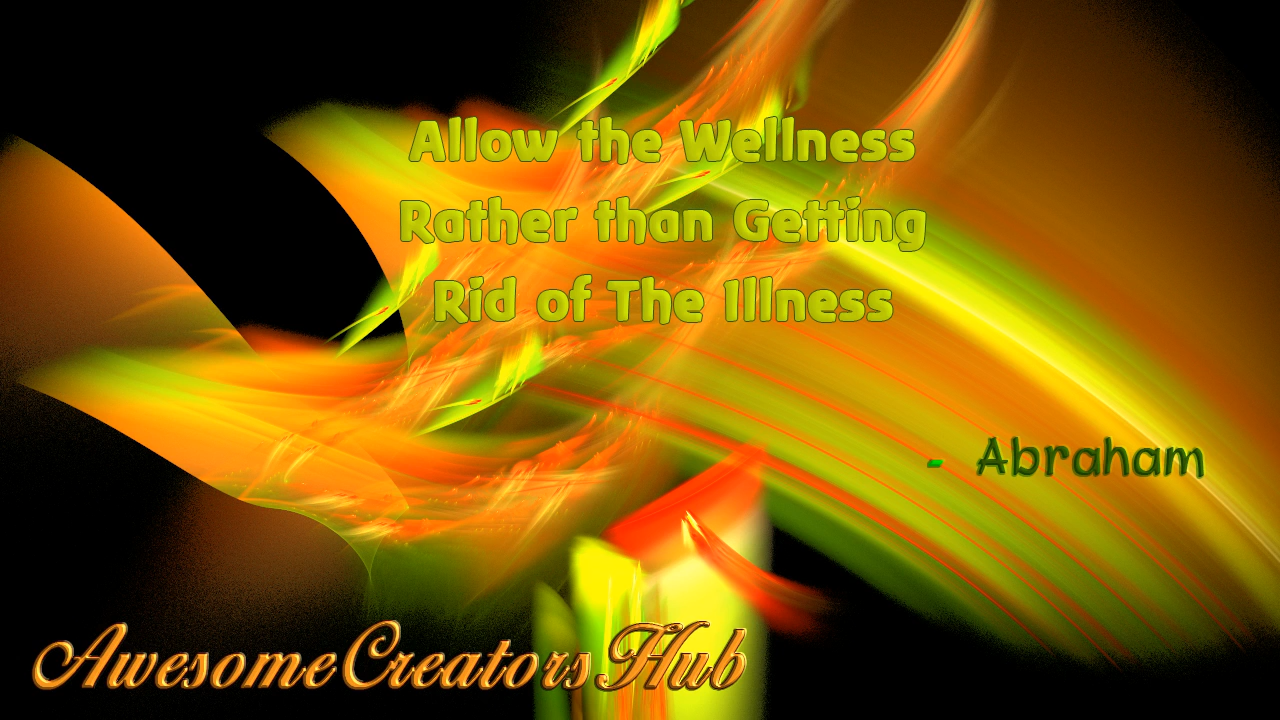 Allow the Wellness
Rather than Getting
Rid of The Illness
- Abraham
AwesomeCreatorsHub